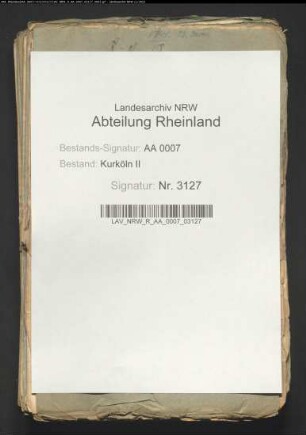 Landesarchiv NRW
Abteilung Rheinland
Bestands-Signatur: AA 0007
Bestand: Kurköln II
Signatur: Nr. 3127
LAV_NRW_R_AA_0007_03127